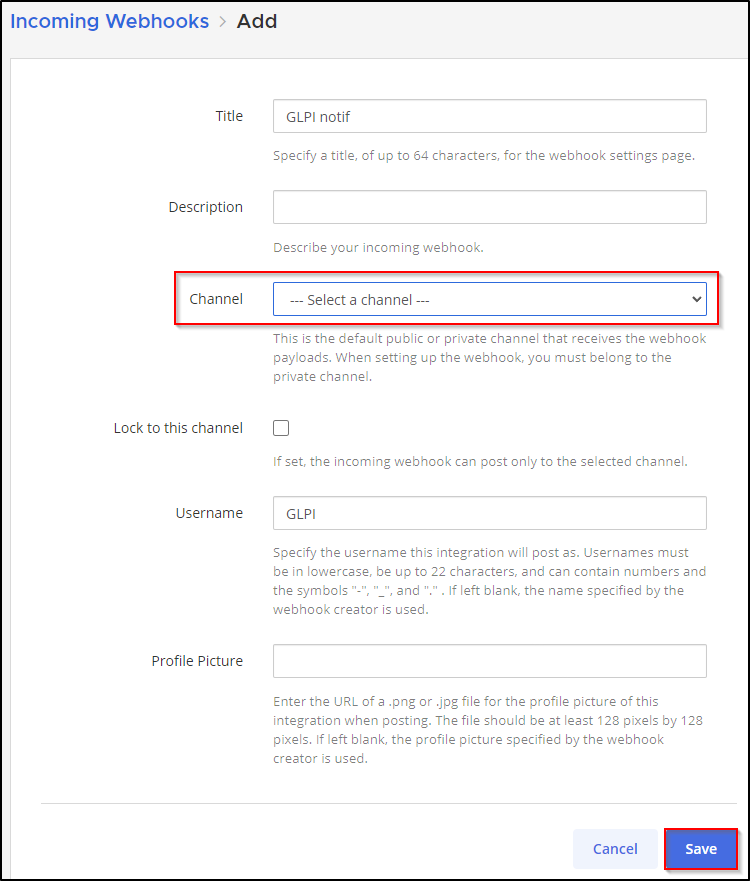 Incoming Webhooks > Add
Title
GLPI notif
Specify a title, of up to 64 characters, for the webhook settings page.
Description
Describe your incoming webhook.
Channel
--- Select a channel ---
This is the default public or private channel that receives the webhook
payloads. When setting up the webhook, you must belong to the
private channel.
Lock to this channel
If set, the incoming webhook can post only to the selected channel.
Username
GLPI
Specify the username this integration will post as. Usernames must
be in lowercase, be up to 22 characters, and can contain numbers and
the symbols "-", "_", and "." . If left blank, the name specified by the
webhook creator is used.
Profile Picture
Enter the URL of a .png or .jpg file for the profile picture of this
integration when posting. The file should be at least 128 pixels by 128
pixels. If left blank, the profile picture specified by the webhook
creator is used.
Cancel
Save